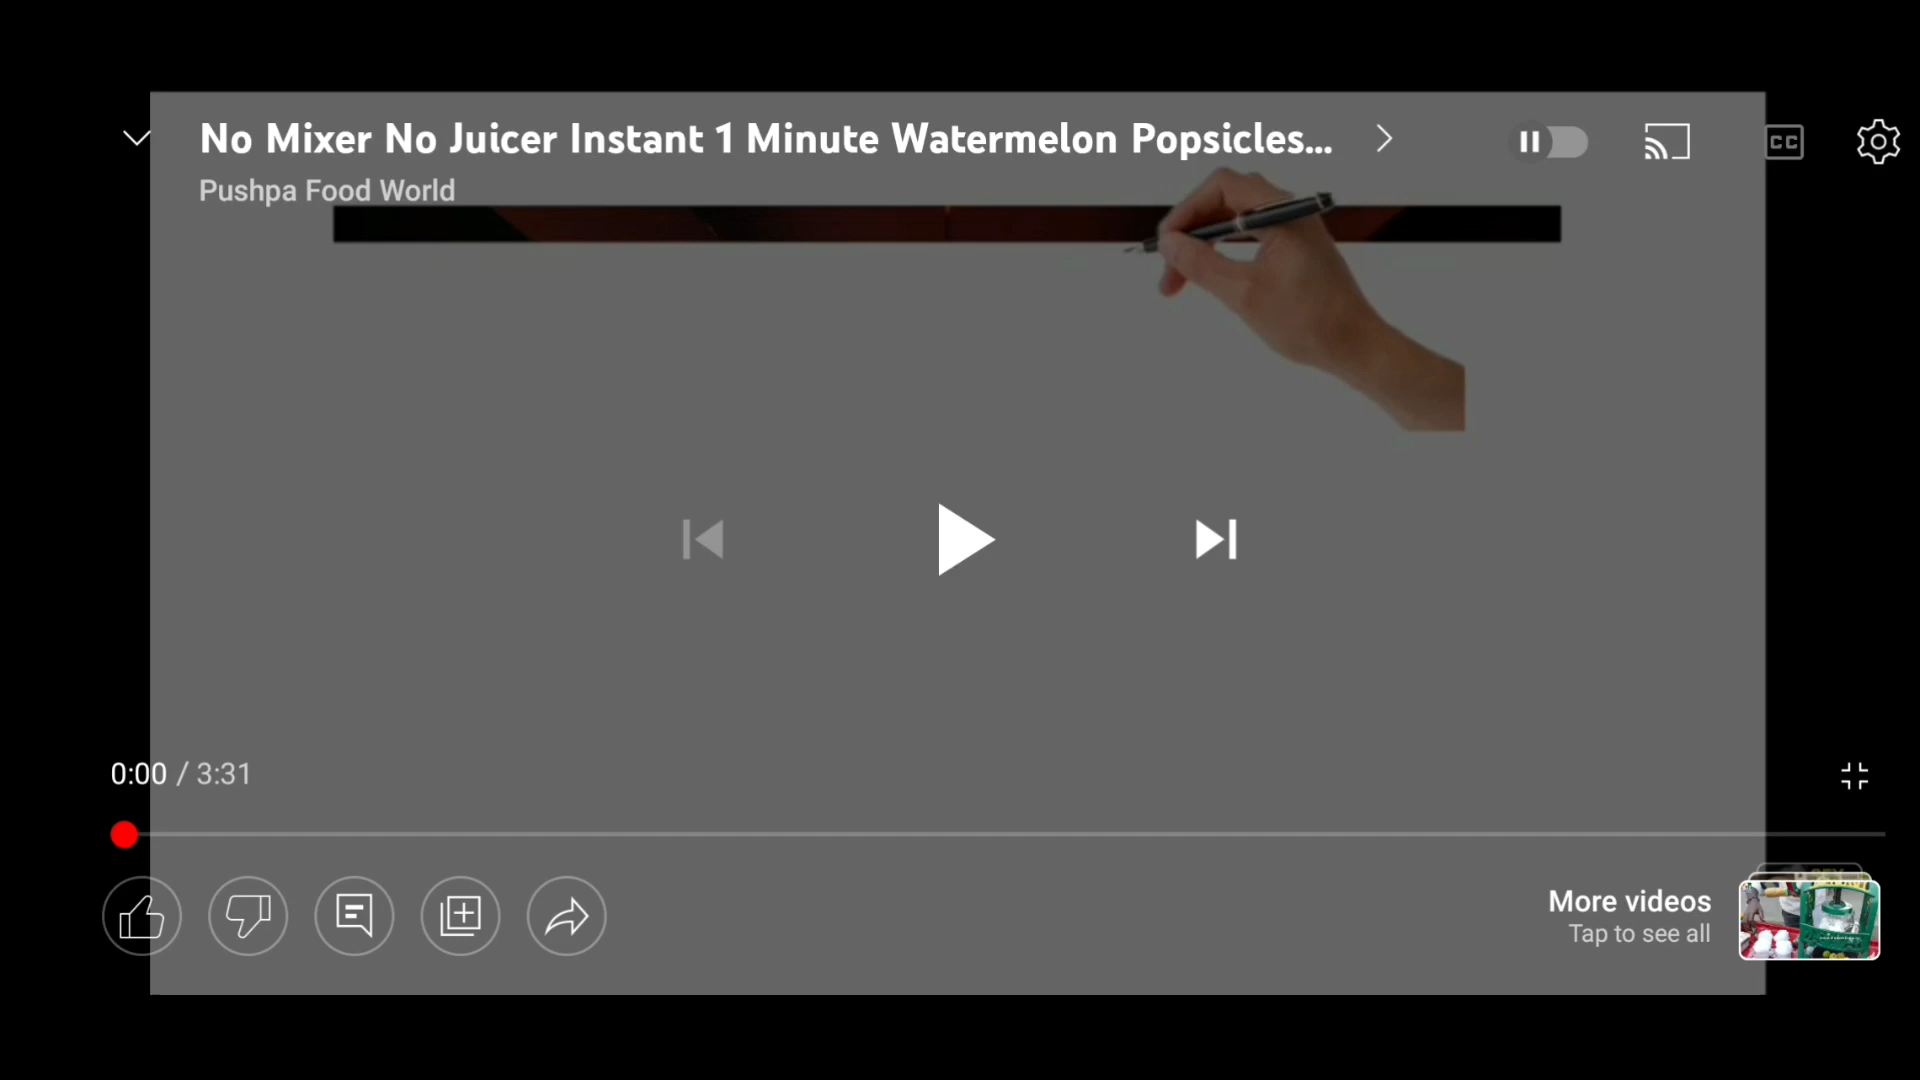 No Mixer No Juicer Instant 1 Minute Watermelon Popsicles...
Pushpa Food World
CC
0:00 / 3:31
More videos
Tap to see all